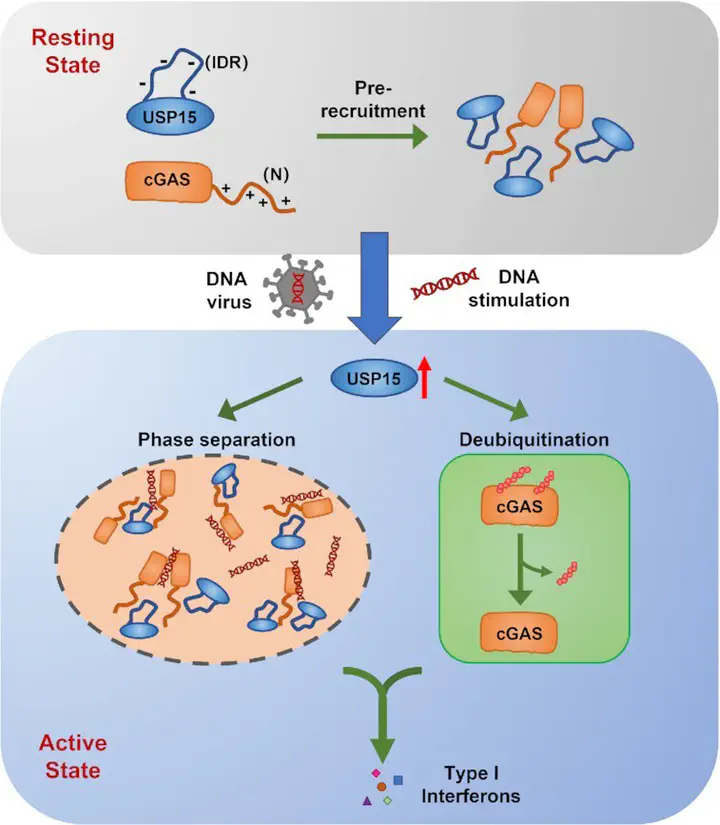 Resting
State
(IDR)
- - - - -
USP15
Pre-
recruitment
cGAS
(N)
+ + + +
DNA
virus
DNA
stimulation
USP15
Phase separation
Deubiquitination
cGAS
cGAS
Active
State
Type I
Interferons